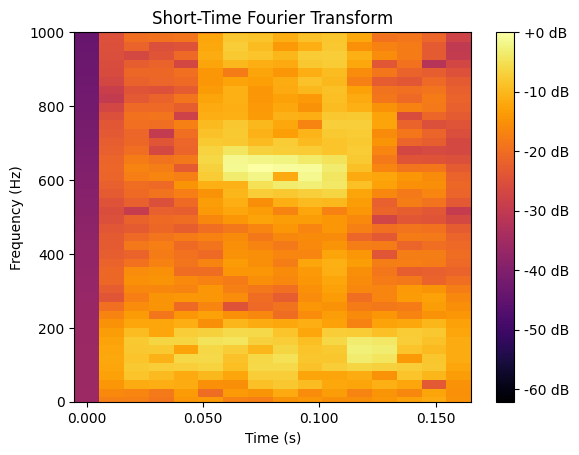 Short-Time Fourier Transform
Frequency (Hz)
1000
800
600
400
200
0
0.000
0.050
0.100
0.150
Time (s)
+0 dB
-10 dB
-20 dB
-30 dB
-40 dB
-50 dB
-60 dB